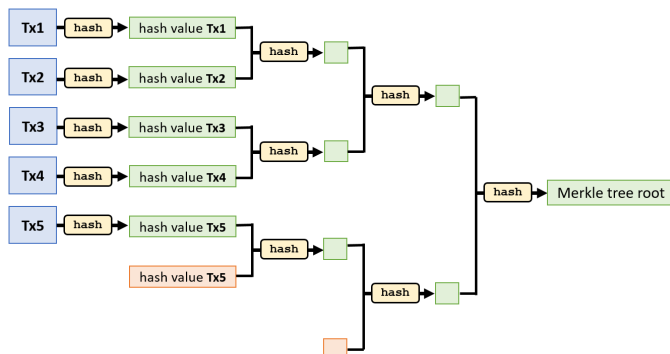 Tx1 hash hash value Tx1
hash
Tx2 hash hash value Tx2
hash
Tx3 hash hash value Tx3
hash
Tx4 hash hash value Tx4
hash Merkle tree root
Tx5 hash hash value Tx5
hash
hash value Tx5
hash